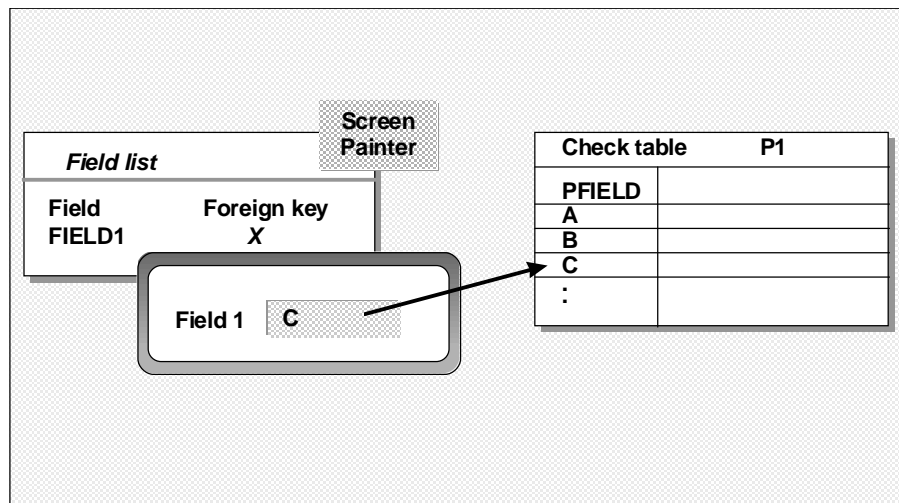 Screen
Painter
Field list
Field Foreign key
FIELD1 X
Field 1 C
Check table P1
PFIELD
A
B
C
: